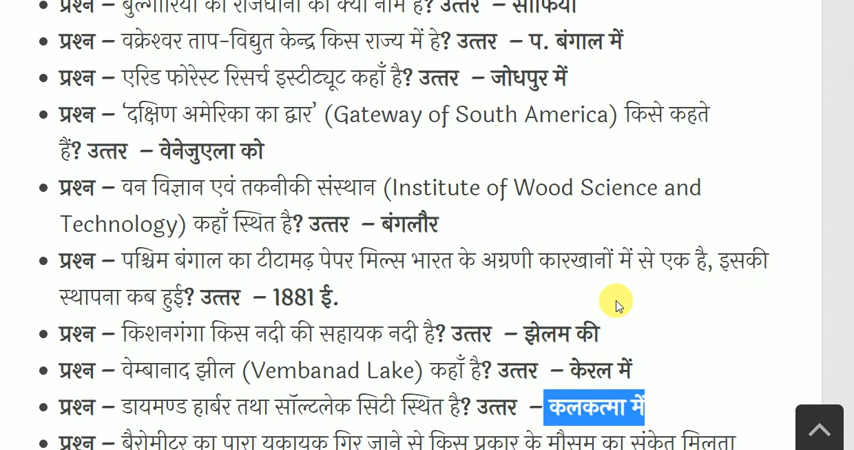 प्रश्न – बुल्गारिया की राजधानी का क्या नाम है? उत्तर – सोफिया
प्रश्न – वक्रेश्वर ताप-विद्युत केन्द्र किस राज्य में हे? उत्तर – प. बंगाल में
प्रश्न – एरिड फोरेस्ट रिसर्च इस्टीट्यूट कहाँ है? उत्तर – जोधपुर में
प्रश्न – ‘दक्षिण अमेरिका का द्वार’ (Gateway of South America) किसे कहते
हैं? उत्तर – वेनेजुएला को
प्रश्न – वन विज्ञान एवं तकनीकी संस्थान (Institute of Wood Science and
Technology) कहाँ स्थित है? उत्तर – बंगलौर
प्रश्न – पश्चिम बंगाल का टीटामढ़ पेपर मिल्स भारत के अग्रणी कारखानों में से एक है, इसकी
स्थापना कब हुई? उत्तर – 1881 ई.
प्रश्न – किशनगंगा किस नदी की सहायक नदी है? उत्तर – झेलम की
प्रश्न – वेम्बानाद झील (Vembanad Lake) कहाँ है? उत्तर – केरल में
प्रश्न – डायमण्ड हार्बर तथा सॉल्टलेक सिटी स्थित है? उत्तर – कलकत्मा में
प्रश्न – बैरोमीटर का पारा यकायक गिर जाने से किस प्रकार के मौसम का संकेत मिलता